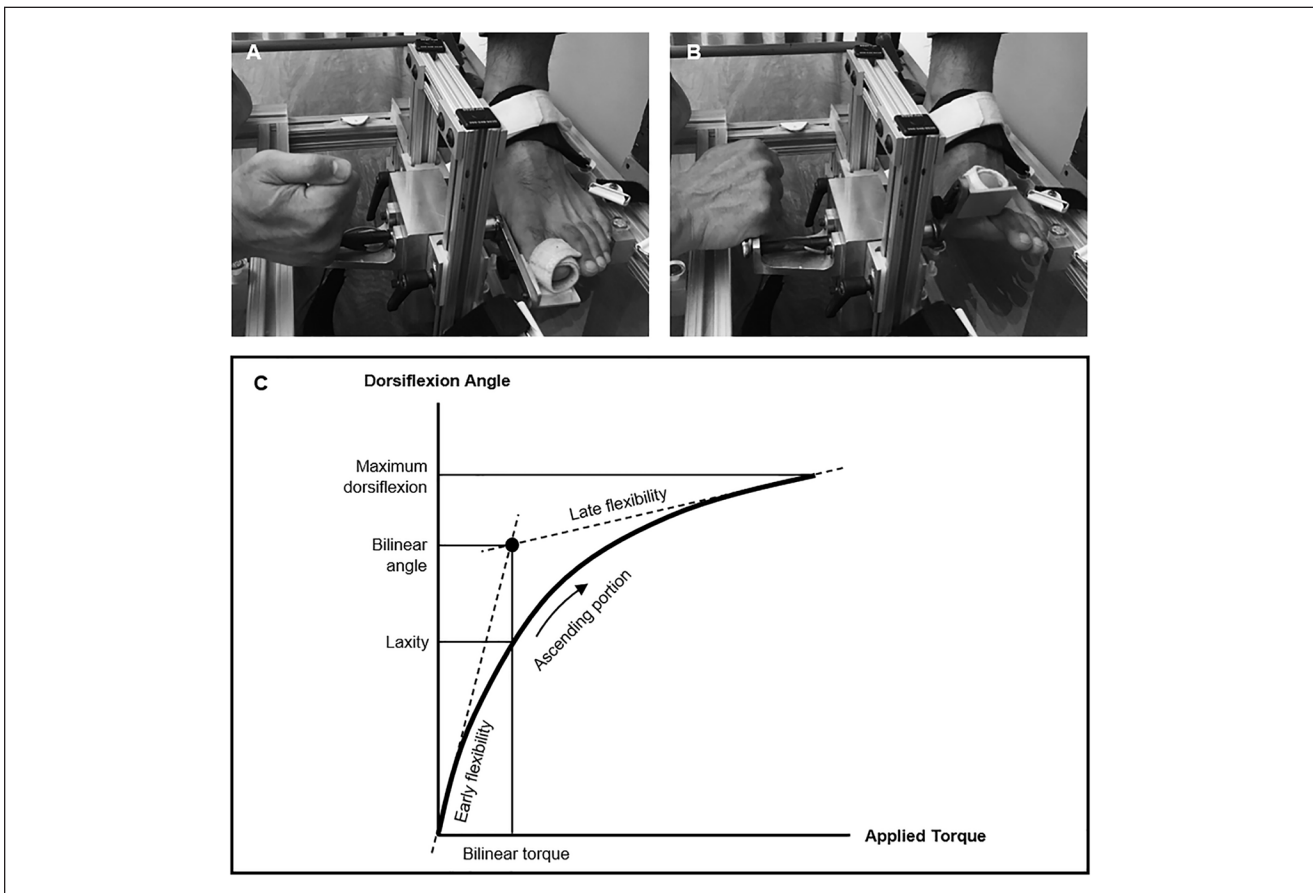 A
B
C
Dorsiflexion Angle
Maximum
dorsiflexion
Late flexibility
Bilinear
angle
Ascending portion
Laxity
Early flexibility
Applied Torque
Bilinear torque